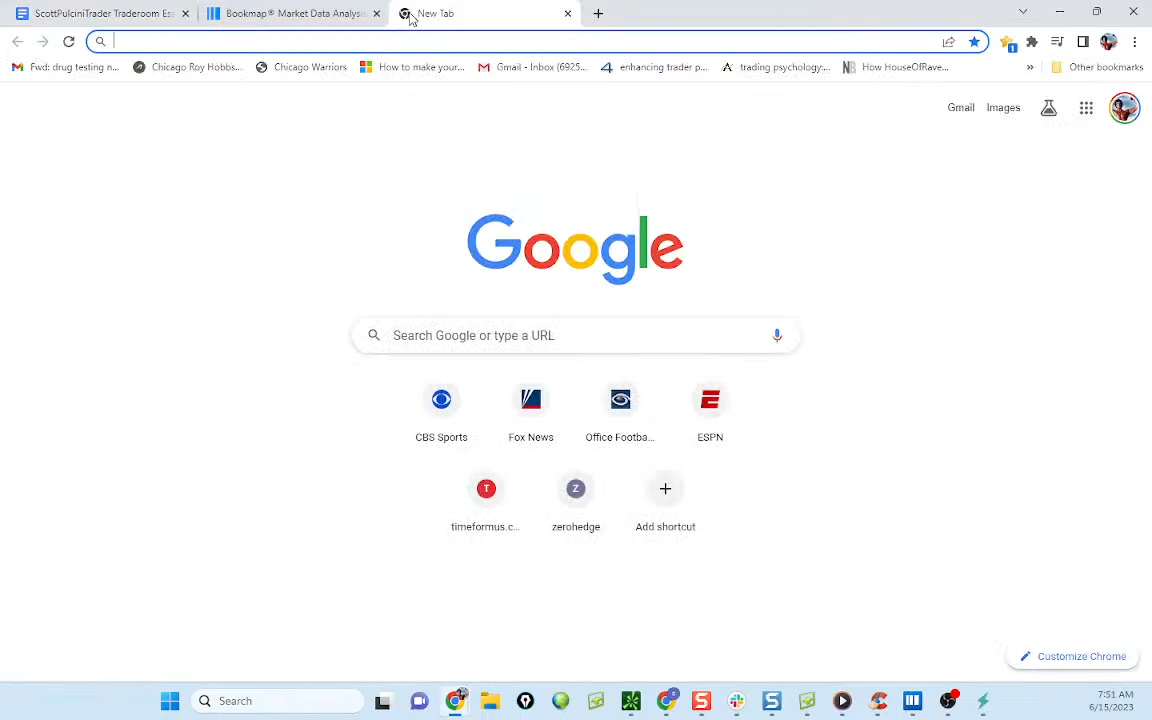 ScottPulciniTrader Traderoom Ess
Bookmap® Market Data Analysis
New Tab
Fwd: drug testing n...
Chicago Roy Hobbs...
Chicago Warriors
How to make your...
Gmail - Inbox (6925...
enhancing trader p...
trading psychology:...
How HouseOfRave...
»
Other bookmarks
Gmail
Images
Google
Search Google or type a URL
CBS Sports
Fox News
Office Footba...
ESPN
T
Z
timeformus.c...
zerohedge
Add shortcut
Customize Chrome
Search
7:51 AM
6/15/2023